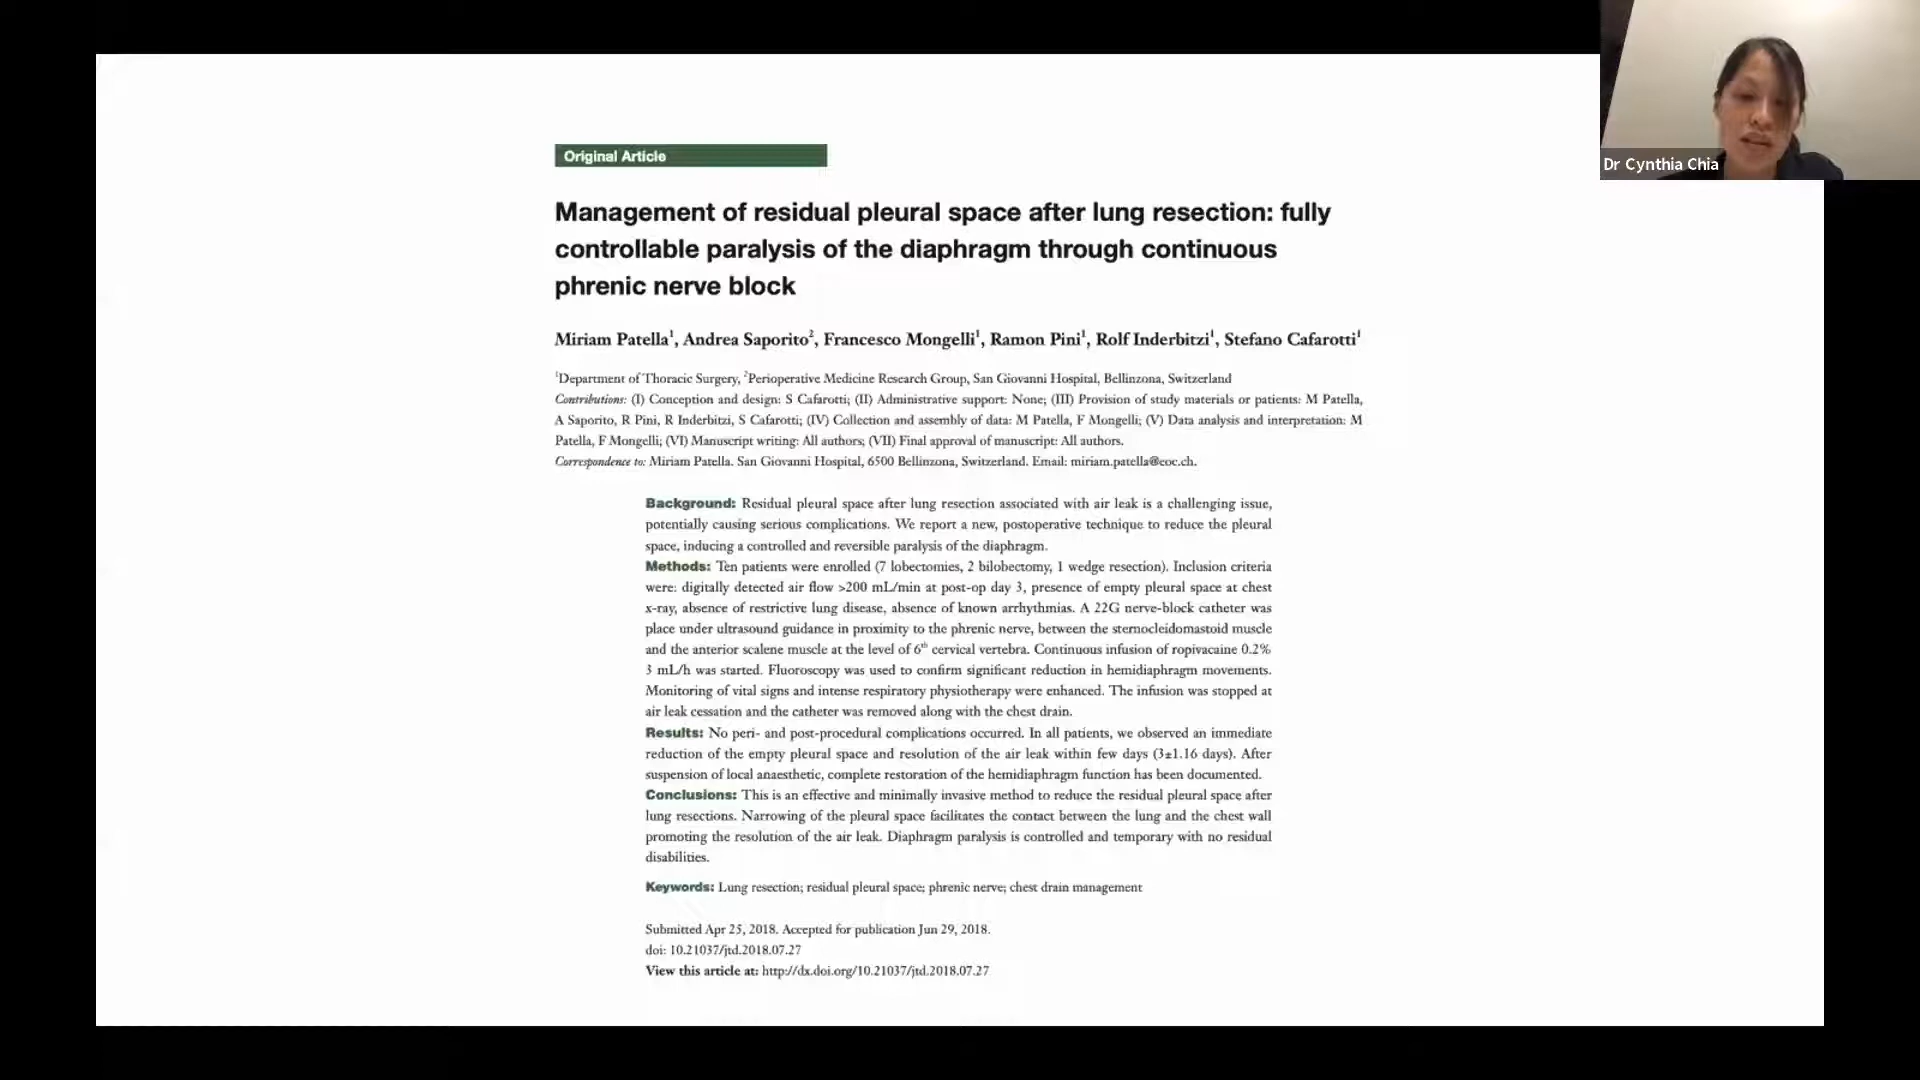 Original Article
Management of residual pleural space after lung resection: fully
controllable paralysis of the diaphragm through continuous
phrenic nerve block
Miriam Patella1, Andrea Saporito2, Francesco Mongelli1, Ramon Pini1, Rolf Inderbitzi1, Stefano Cafarotti1
1Department of Thoracic Surgery, 2Perioperative Medicine Research Group, San Giovanni Hospital, Bellinzona, Switzerland
Contributions: (I) Conception and design: S Cafarotti; (II) Administrative support: None; (III) Provision of study materials or patients: M Patella,
A Saporito, R Pini, R Inderbitzi, S Cafarotti; (IV) Collection and assembly of data: M Patella, F Mongelli; (V) Data analysis and interpretation: M
Patella, F Mongelli; (VI) Manuscript writing: All authors; (VII) Final approval of manuscript: All authors.
Correspondence to: Miriam Patella. San Giovanni Hospital, 6500 Bellinzona, Switzerland. Email: miriam.patella@eoc.ch.
Background: Residual pleural space after lung resection associated with air leak is a challenging issue,
potentially causing serious complications. We report a new, postoperative technique to reduce the pleural
space, inducing a controlled and reversible paralysis of the diaphragm.
Methods: Ten patients were enrolled (7 lobectomies, 2 bilobectomy, 1 wedge resection). Inclusion criteria
were: digitally detected air flow >200 mL/min at post-op day 3, presence of empty pleural space at chest
x-ray, absence of restrictive lung disease, absence of known arrhythmias. A 22G nerve-block catheter was
place under ultrasound guidance in proximity to the phrenic nerve, between the sternocleidomastoid muscle
and the anterior scalene muscle at the level of 6th cervical vertebra. Continuous infusion of ropivacaine 0.2%
3 mL/h was started. Fluoroscopy was used to confirm significant reduction in hemidiaphragm movements.
Monitoring of vital signs and intense respiratory physiotherapy were enhanced. The infusion was stopped at
air leak cessation and the catheter was removed along with the chest drain.
Results: No peri- and post-procedural complications occurred. In all patients, we observed an immediate
reduction of the empty pleural space and resolution of the air leak within few days (3±1.16 days). After
suspension of local anaesthetic, complete restoration of the hemidiaphragm function has been documented.
Conclusions: This is an effective and minimally invasive method to reduce the residual pleural space after
lung resections. Narrowing of the pleural space facilitates the contact between the lung and the chest wall
promoting the resolution of the air leak. Diaphragm paralysis is controlled and temporary with no residual
disabilities.
Keywords: Lung resection; residual pleural space; phrenic nerve; chest drain management
Submitted Apr 25, 2018. Accepted for publication Jun 29, 2018.
doi: 10.21037/jtd.2018.07.27
View this article at: http://dx.doi.org/10.21037/jtd.2018.07.27
Dr Cynthia Chia